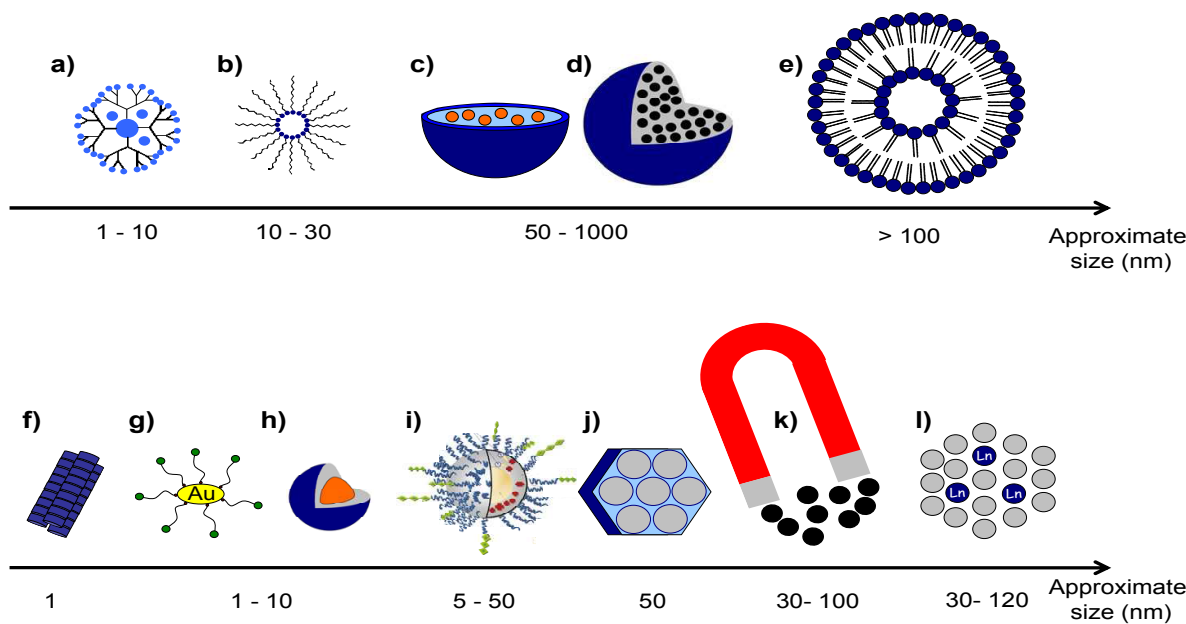 a)
b)
c)
d)
e)
1 - 10
10 - 30
50 - 1000
> 100
Approximate
size (nm)
f)
g)
h)
i)
j)
k)
l)
Au
Ln
Ln
Ln
1
1 - 10
5 - 50
50
30- 100
30- 120
Approximate
size (nm)